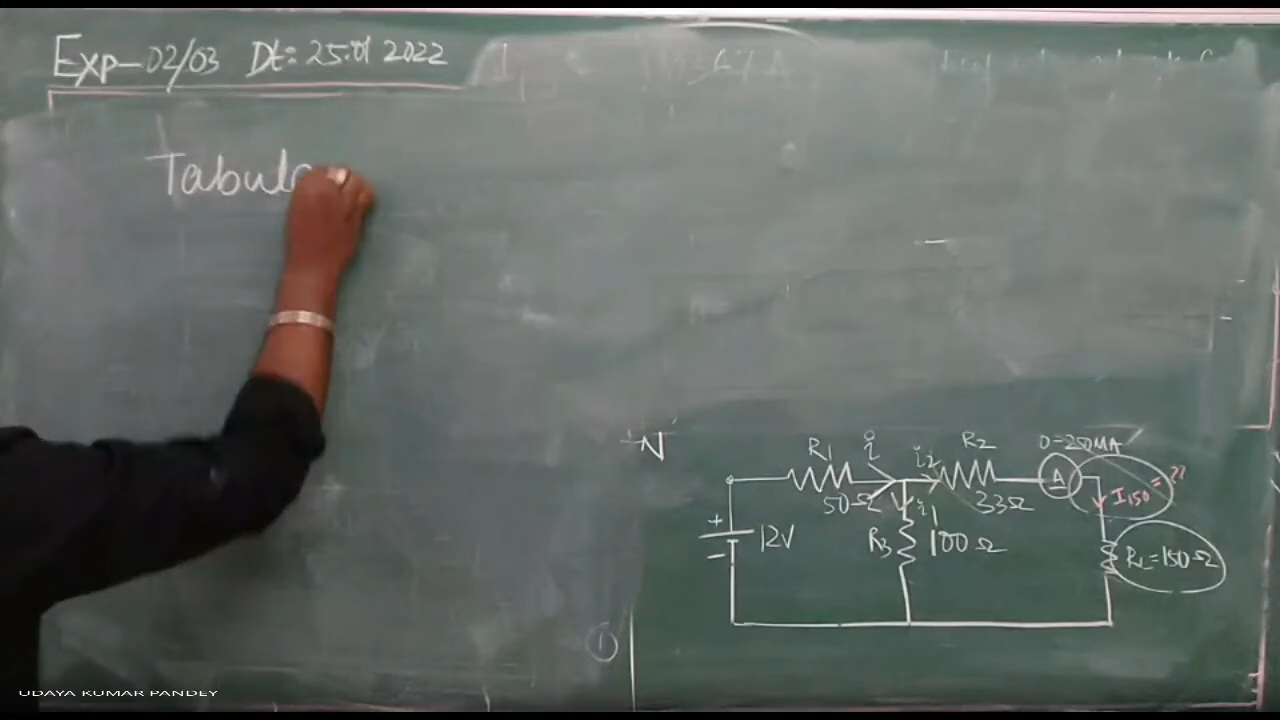 Exp-02/03 Dt: 25.01 2022
Tabula
N
R1 i i2 R2 0-250MA
A I150 = ??
50Ω 33Ω
+ 12V R3 i1 100Ω RL=150Ω
-
1
UDAYA KUMAR PANDEY